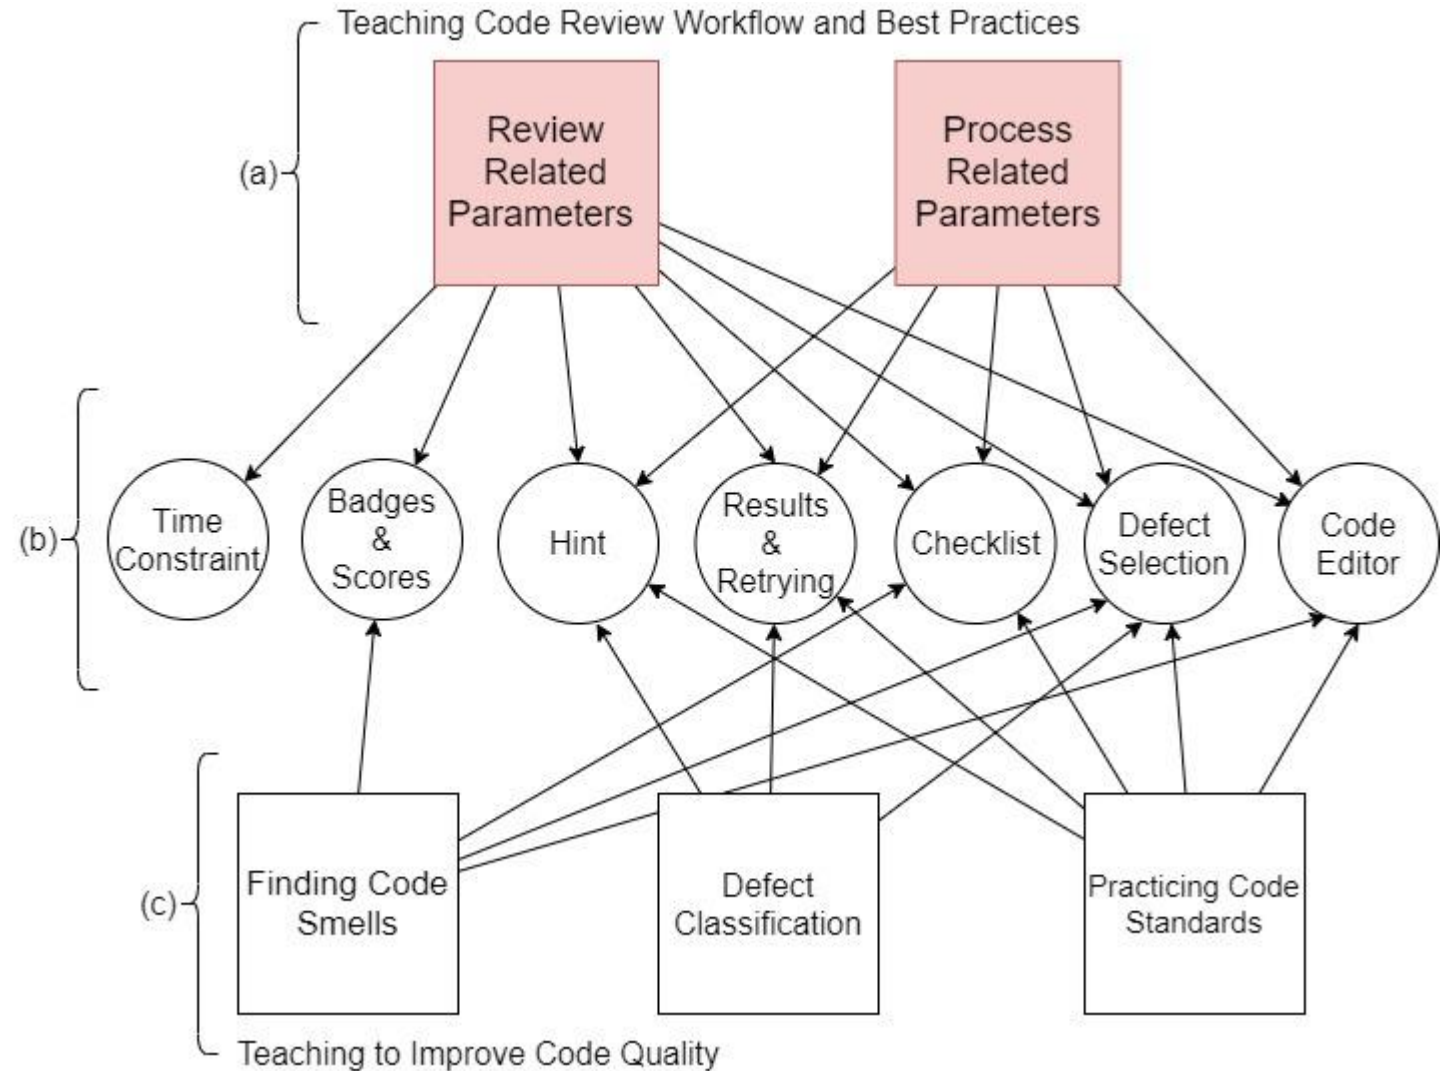 Teaching Code Review Workflow and Best Practices
(a)
Review
Related
Parameters
Process
Related
Parameters
(b)
Time
Constraint
Badges
&
Scores
Hint
Results
&
Retrying
Checklist
Defect
Selection
Code
Editor
(c)
Finding Code
Smells
Defect
Classification
Practicing Code
Standards
Teaching to Improve Code Quality